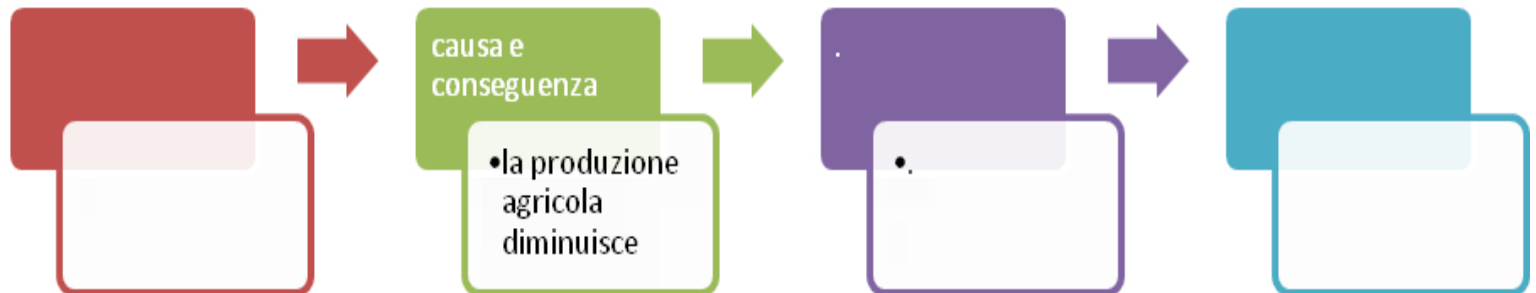 causa e
conseguenza
•la produzione
agricola
diminuisce
.
•.